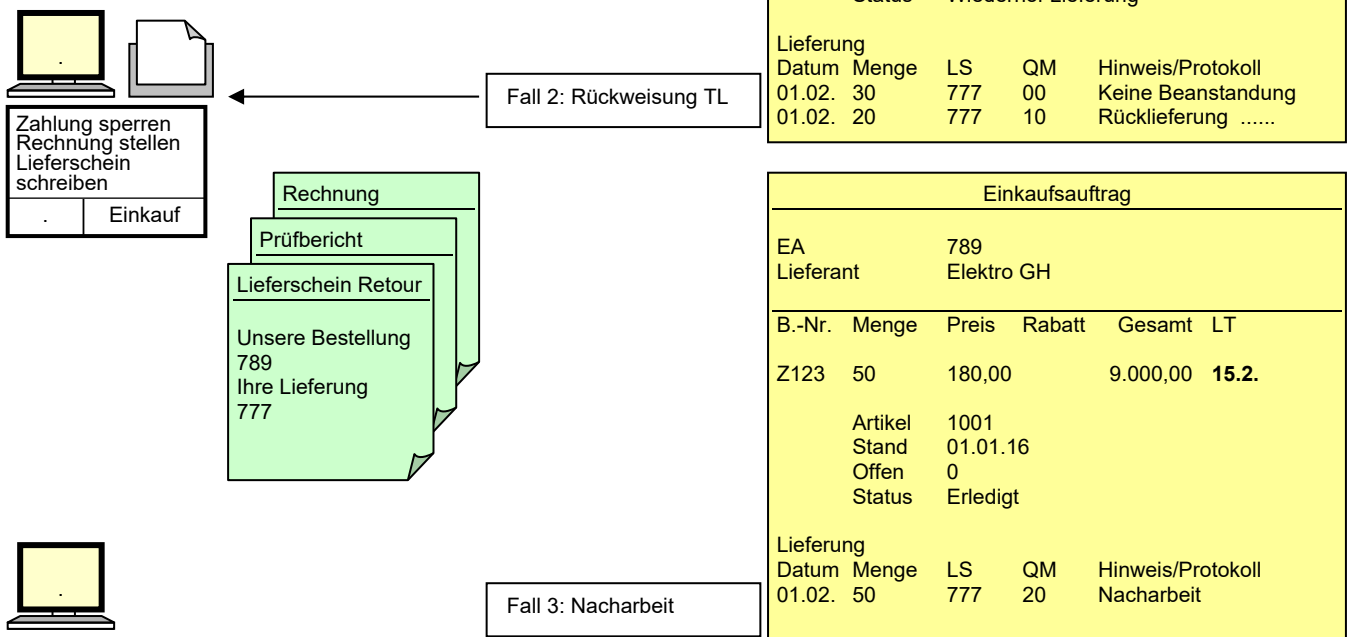 Status WiederholLieferung
Lieferung
Datum Menge LS QM Hinweis/Protokoll
01.02. 30 777 00 Keine Beanstandung
01.02. 20 777 10 Rücklieferung ......
Fall 2: Rückweisung TL
Zahlung sperren
Rechnung stellen
Lieferschein
schreiben
. Einkauf
Rechnung
Prüfbericht
Lieferschein Retour
Unsere Bestellung
789
Ihre Lieferung
777
Einkaufsauftrag
EA 789
Lieferant Elektro GH
B.-Nr. Menge Preis Rabatt Gesamt LT
Z123 50 180,00 9.000,00 15.2.
Artikel 1001
Stand 01.01.16
Offen 0
Status Erledigt
Lieferung
Datum Menge LS QM Hinweis/Protokoll
01.02. 50 777 20 Nacharbeit
Fall 3: Nacharbeit